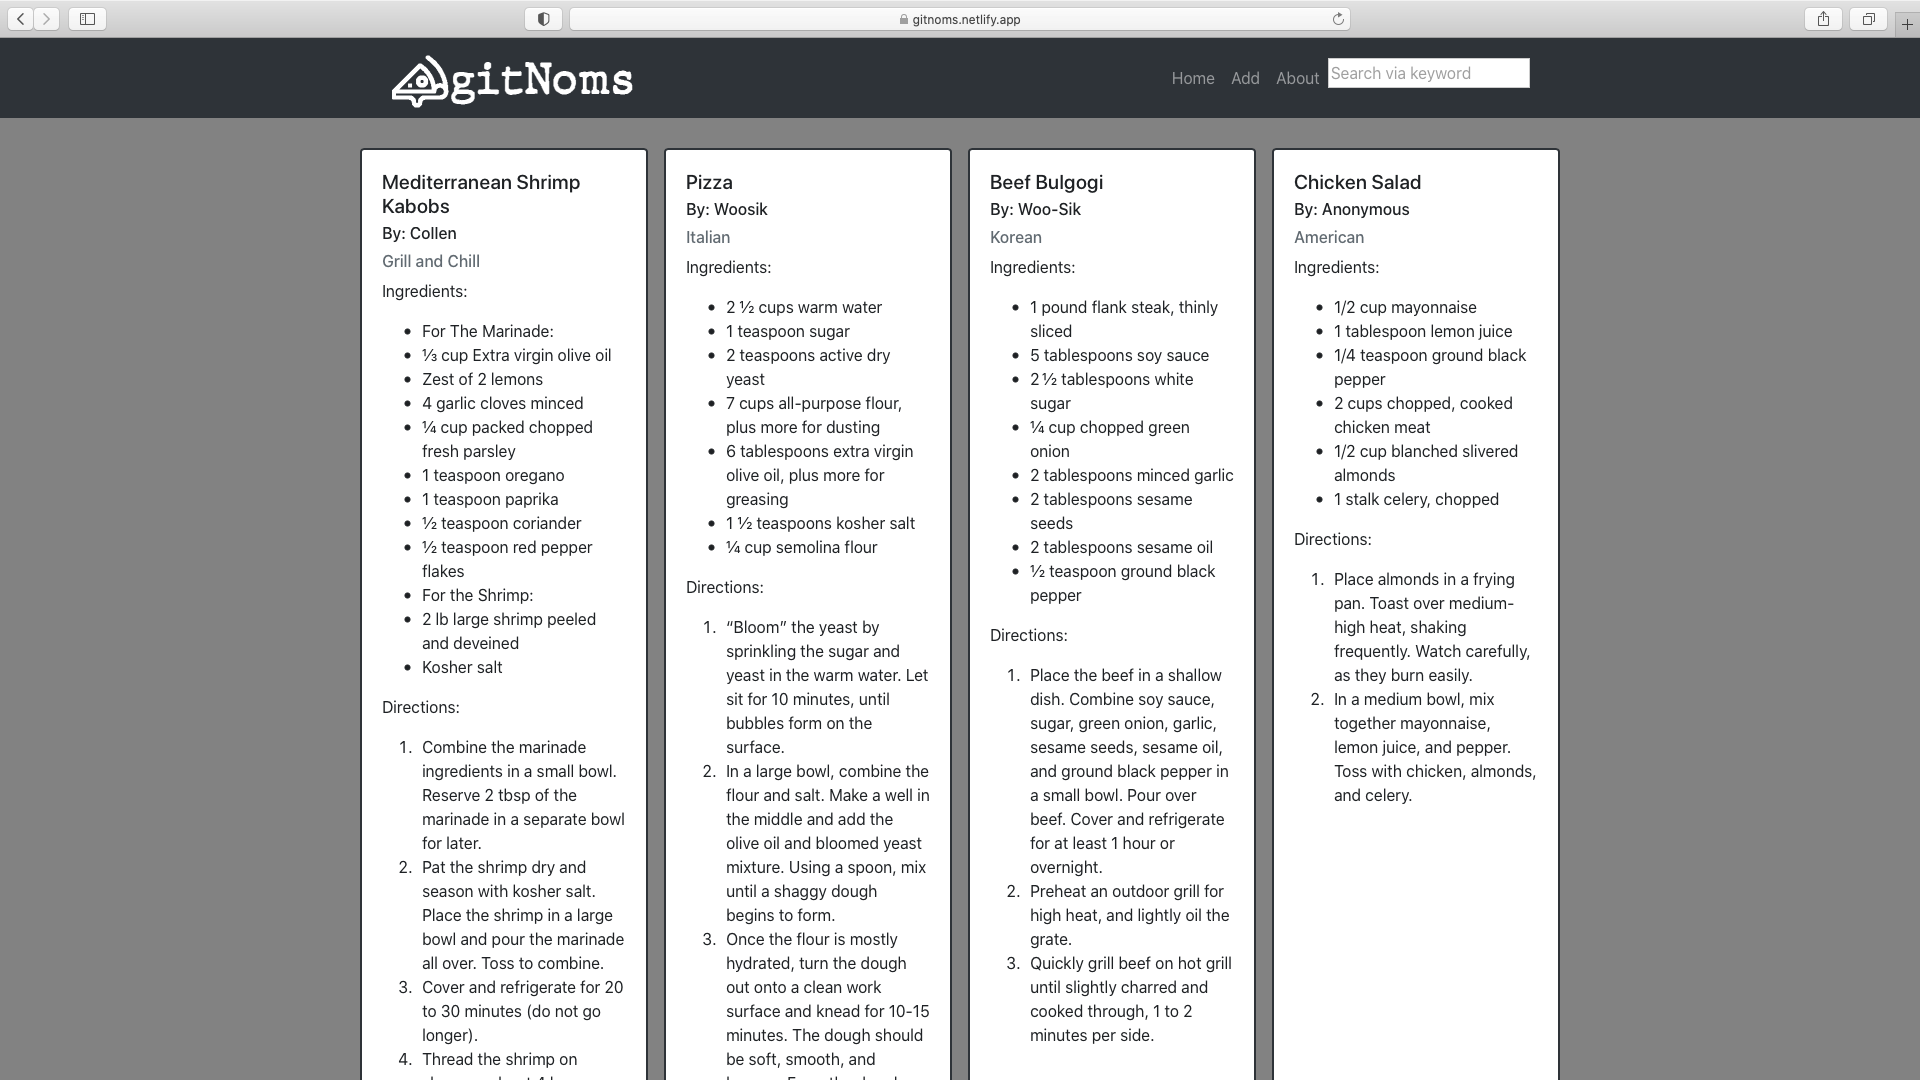 gitnoms.netlify.app
gitNoms
Home Add About Search via keyword
Mediterranean Shrimp
Kabobs
By: Collen
Grill and Chill
Ingredients:
• For The Marinade:
• ⅓ cup Extra virgin olive oil
• Zest of 2 lemons
• 4 garlic cloves minced
• ¼ cup packed chopped
fresh parsley
• 1 teaspoon oregano
• 1 teaspoon paprika
• ½ teaspoon coriander
• ½ teaspoon red pepper
flakes
• For the Shrimp:
• 2 lb large shrimp peeled
and deveined
• Kosher salt
Directions:
1. Combine the marinade
ingredients in a small bowl.
Reserve 2 tbsp of the
marinade in a separate bowl
for later.
2. Pat the shrimp dry and
season with kosher salt.
Place the shrimp in a large
bowl and pour the marinade
all over. Toss to combine.
3. Cover and refrigerate for 20
to 30 minutes (do not go
longer).
4. Thread the shrimp on
Pizza
By: Woosik
Italian
Ingredients:
• 2 ½ cups warm water
• 1 teaspoon sugar
• 2 teaspoons active dry
yeast
• 7 cups all-purpose flour,
plus more for dusting
• 6 tablespoons extra virgin
olive oil, plus more for
greasing
• 1 ½ teaspoons kosher salt
• ¼ cup semolina flour
Directions:
1. “Bloom” the yeast by
sprinkling the sugar and
yeast in the warm water. Let
sit for 10 minutes, until
bubbles form on the
surface.
2. In a large bowl, combine the
flour and salt. Make a well in
the middle and add the
olive oil and bloomed yeast
mixture. Using a spoon, mix
until a shaggy dough
begins to form.
3. Once the flour is mostly
hydrated, turn the dough
out onto a clean work
surface and knead for 10-15
minutes. The dough should
be soft, smooth, and
Beef Bulgogi
By: Woo-Sik
Korean
Ingredients:
• 1 pound flank steak, thinly
sliced
• 5 tablespoons soy sauce
• 2 ½ tablespoons white
sugar
• ¼ cup chopped green
onion
• 2 tablespoons minced garlic
• 2 tablespoons sesame
seeds
• 2 tablespoons sesame oil
• ½ teaspoon ground black
pepper
Directions:
1. Place the beef in a shallow
dish. Combine soy sauce,
sugar, green onion, garlic,
sesame seeds, sesame oil,
and ground black pepper in
a small bowl. Pour over
beef. Cover and refrigerate
for at least 1 hour or
overnight.
2. Preheat an outdoor grill for
high heat, and lightly oil the
grate.
3. Quickly grill beef on hot grill
until slightly charred and
cooked through, 1 to 2
minutes per side.
Chicken Salad
By: Anonymous
American
Ingredients:
• 1/2 cup mayonnaise
• 1 tablespoon lemon juice
• 1/4 teaspoon ground black
pepper
• 2 cups chopped, cooked
chicken meat
• 1/2 cup blanched slivered
almonds
• 1 stalk celery, chopped
Directions:
1. Place almonds in a frying
pan. Toast over medium-
high heat, shaking
frequently. Watch carefully,
as they burn easily.
2. In a medium bowl, mix
together mayonnaise,
lemon juice, and pepper.
Toss with chicken, almonds,
and celery.